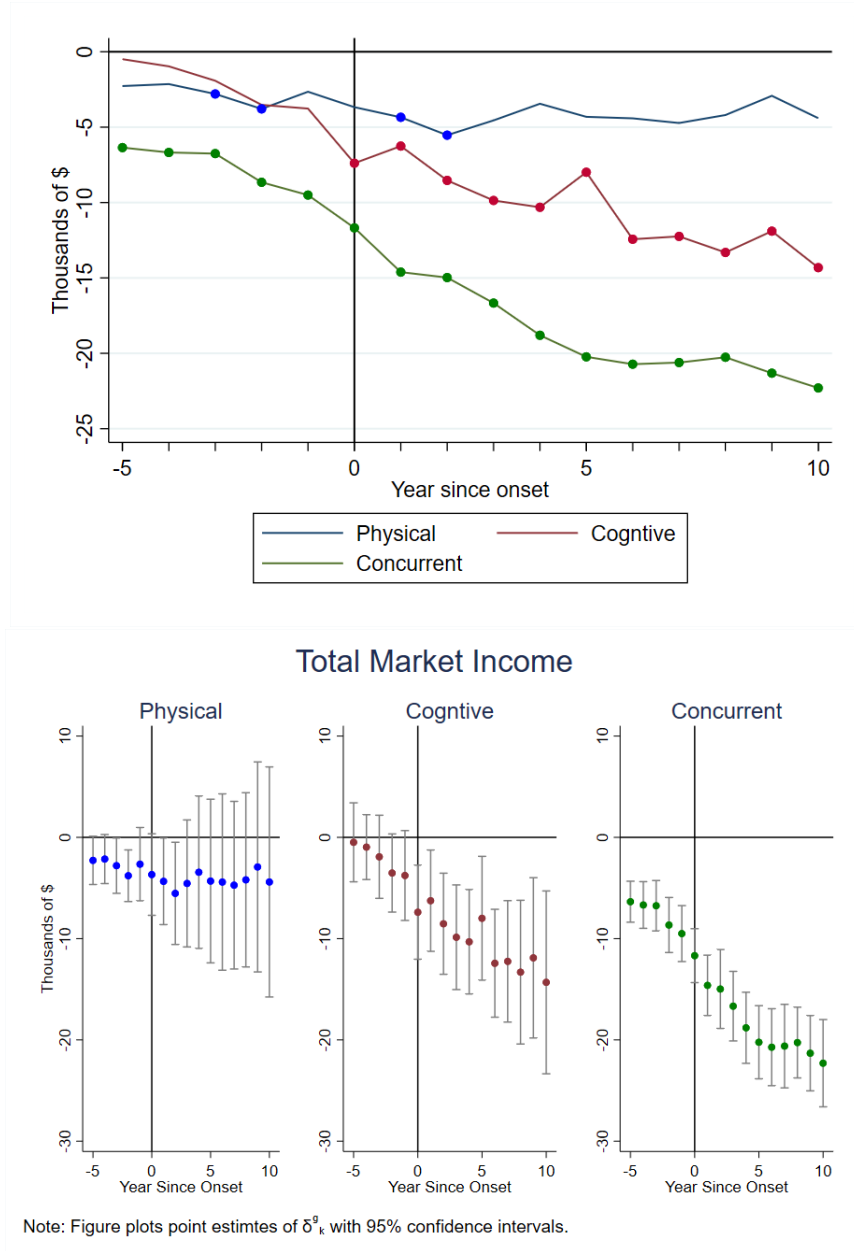 0
-5
-10
-15
-20
-25
Thousands of $
-5 0 5 10
Year since onset
Physical Cogntive
Concurrent
Total Market Income
Physical Cogntive Concurrent
10 10 10
0 0 0
-10 -10 -10
-20 -20 -20
-30 -30 -30
Thousands of $
-5 0 5 10 -5 0 5 10 -5 0 5 10
Year Since Onset Year Since Onset Year Since Onset
Note: Figure plots point estimtes of δᵍₖ with 95% confidence intervals.